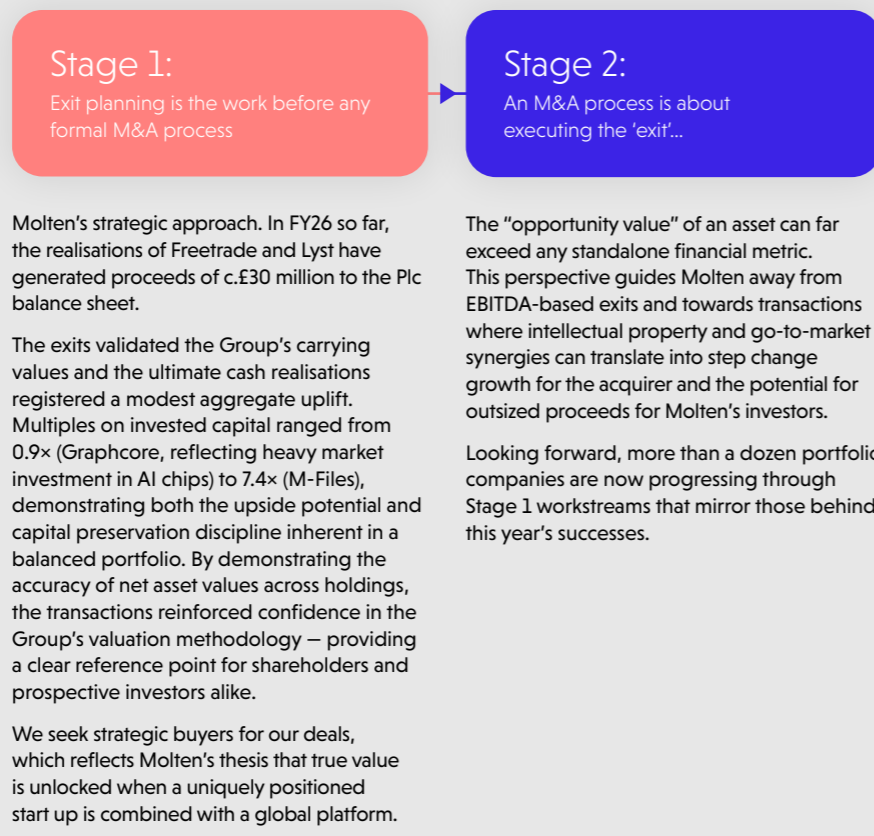 Stage 1:
Exit planning is the work before any
formal M&A process
Stage 2:
An M&A process is about
executing the ‘exit’...
Molten’s strategic approach. In FY26 so far,
the realisations of Freetrade and Lyst have
generated proceeds of c.£30 million to the Plc
balance sheet.
The exits validated the Group’s carrying
values and the ultimate cash realisations
registered a modest aggregate uplift.
Multiples on invested capital ranged from
0.9× (Graphcore, reflecting heavy market
investment in AI chips) to 7.4× (M-Files),
demonstrating both the upside potential and
capital preservation discipline inherent in a
balanced portfolio. By demonstrating the
accuracy of net asset values across holdings,
the transactions reinforced confidence in the
Group’s valuation methodology — providing
a clear reference point for shareholders and
prospective investors alike.
We seek strategic buyers for our deals,
which reflects Molten’s thesis that true value
is unlocked when a uniquely positioned
start up is combined with a global platform.
The “opportunity value” of an asset can far
exceed any standalone financial metric.
This perspective guides Molten away from
EBITDA-based exits and towards transactions
where intellectual property and go-to-market
synergies can translate into step change
growth for the acquirer and the potential for
outsized proceeds for Molten’s investors.
Looking forward, more than a dozen portfolio
companies are now progressing through
Stage 1 workstreams that mirror those behind
this year’s successes.